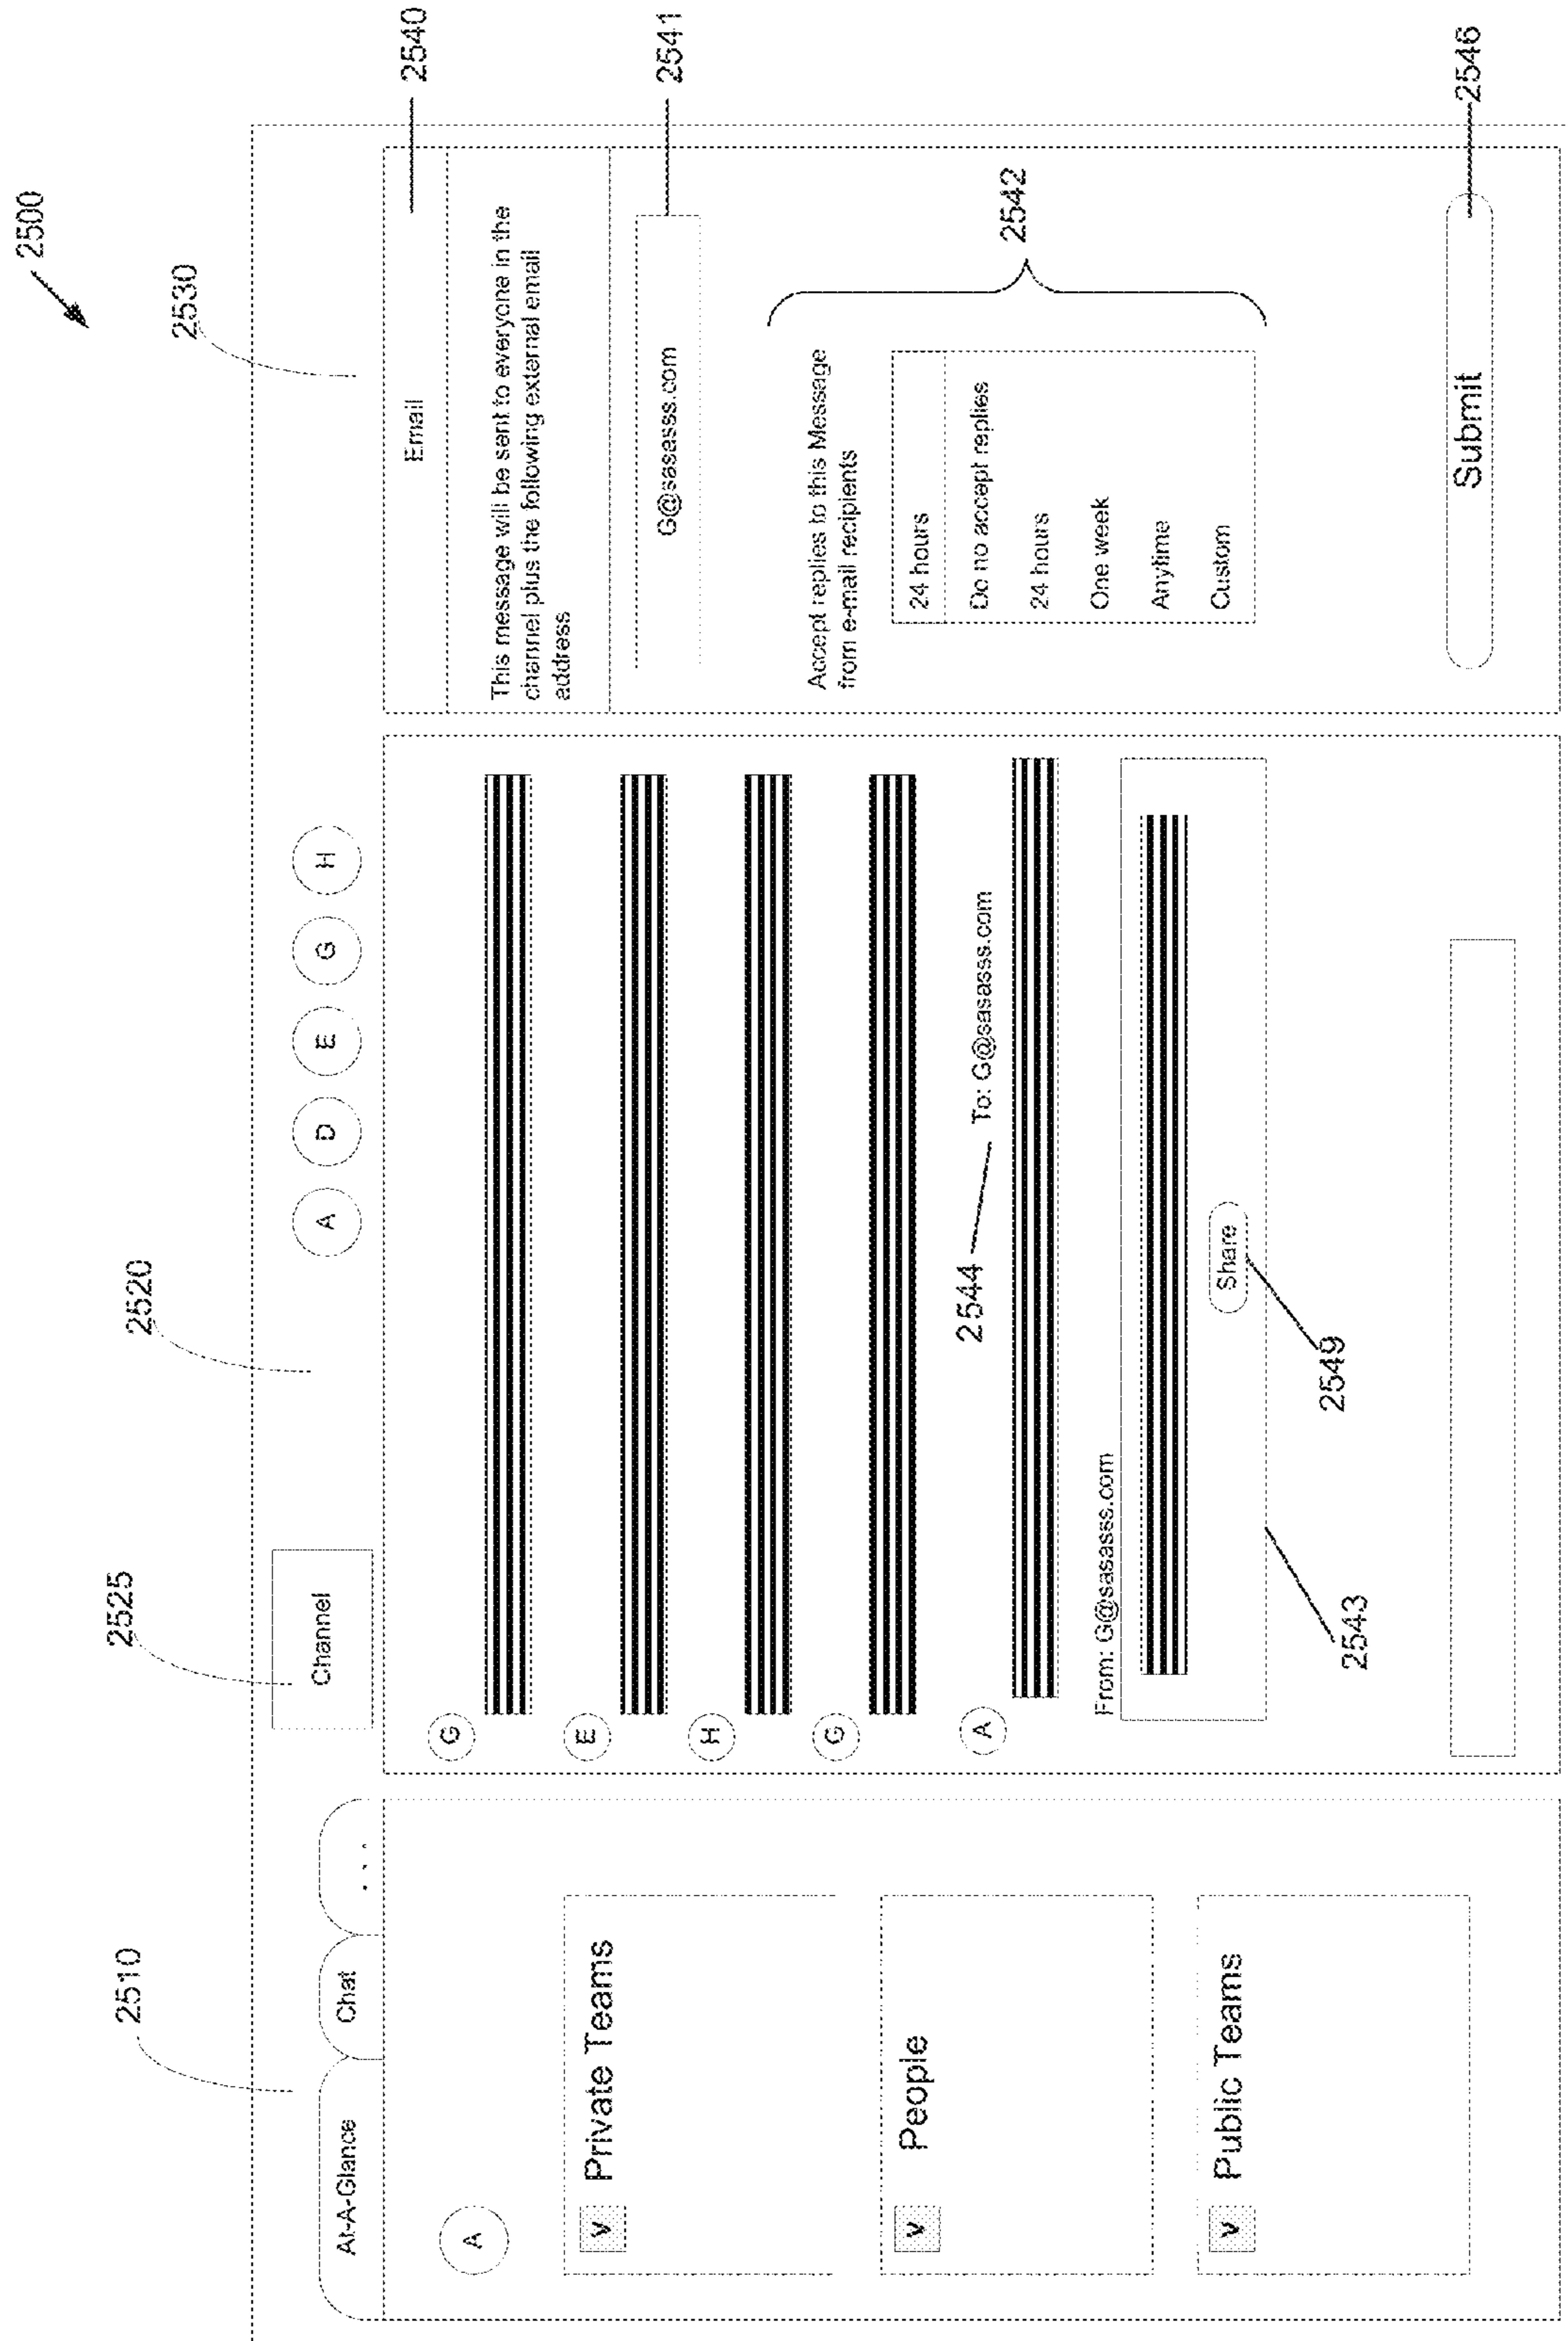 2500
2510
2525
2520
2530
At-A-Glance
Chat
...
Channel
A
D
E
G
H
A
V Private Teams
V People
V Public Teams
G
E
H
G
A
2544
To: G@sasasss.com
From: G@sasasss.com
Share
2543
2549
Email
2540
This message will be sent to everyone in the
channel plus the following external email
address
G@sasasss.com
2541
Accept replies to this Message
from e-mail recipients
2542
24 hours
Do no accept replies
24 hours
One week
Anytime
Custom
Submit
2546